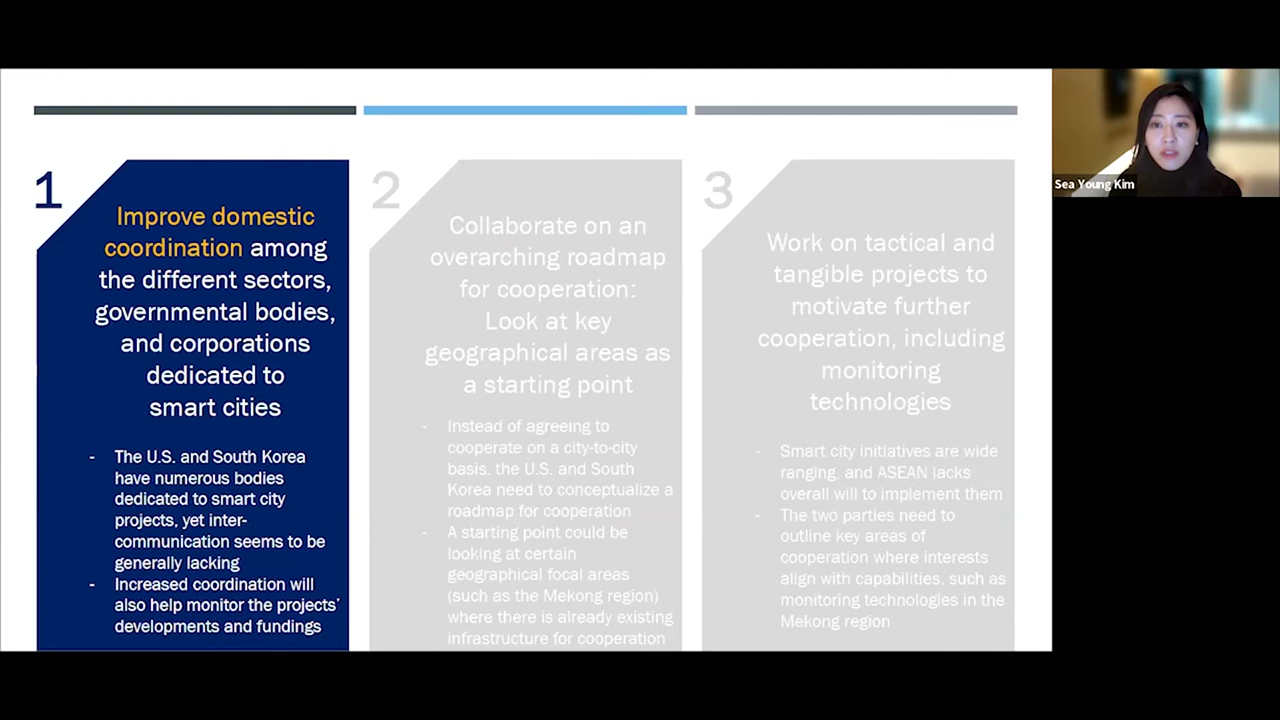 1
Improve domestic
coordination among
the different sectors,
governmental bodies,
and corporations
dedicated to
smart cities
- The U.S. and South Korea
have numerous bodies
dedicated to smart city
projects, yet inter-
communication seems to be
generally lacking
- Increased coordination will
also help monitor the projects'
developments and fundings
2
Collaborate on an
overarching roadmap
for cooperation:
Look at key
geographical areas as
a starting point
- Instead of agreeing to
cooperate on a city-to-city
basis, the U.S. and South
Korea need to conceptualize a
roadmap for cooperation
- A starting point could be
looking at certain
geographical focal areas
(such as the Mekong region)
where there is already existing
infrastructure for cooperation
3
Work on tactical and
tangible projects to
motivate further
cooperation, including
monitoring
technologies
- Smart city initiatives are wide
ranging, and ASEAN lacks
overall will to implement them
- The two parties need to
outline key areas of
cooperation where interests
align with capabilities, such as
monitoring technologies in the
Mekong region
Sea Young Kim